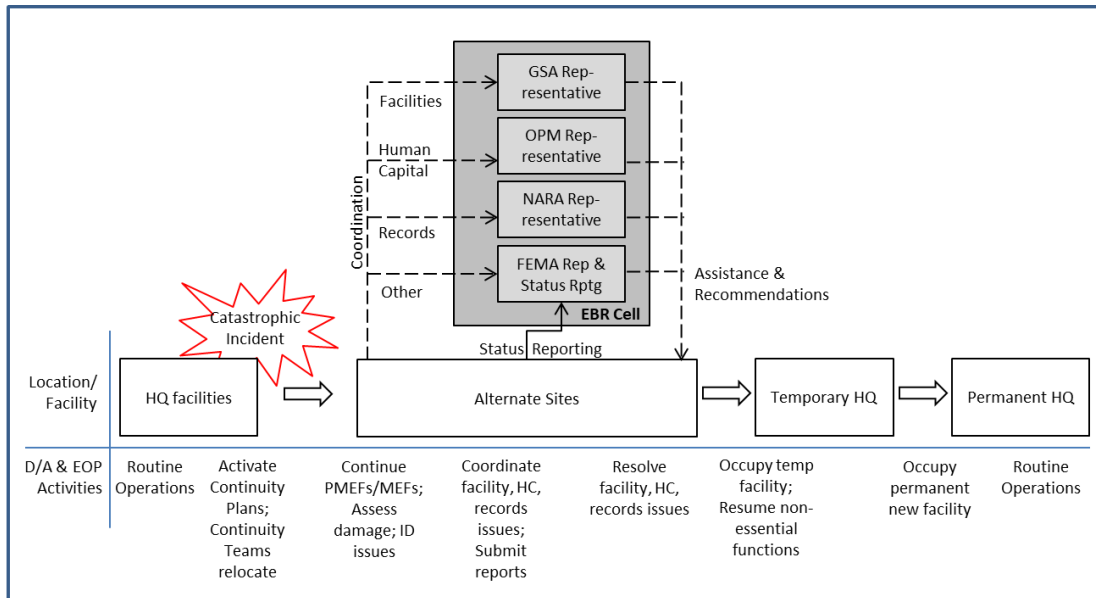 GSA Rep-
resentative
Facilities
OPM Rep-
resentative
Human
Capital
NARA Rep-
resentative
Records
Coordination
FEMA Rep &
Status Rptg
Other
EBR Cell
Assistance &
Recommendations
Catastrophic
Incident
Status Reporting
Location/
Facility
HQ facilities
Alternate Sites
Temporary HQ
Permanent HQ
D/A & EOP
Activities
Routine
Operations
Activate
Continuity
Plans;
Continuity
Teams
relocate
Continue
PMEFs/MEFs;
Assess
damage; ID
issues
Coordinate
facility, HC,
records
issues;
Submit
reports
Resolve
facility, HC,
records issues
Occupy temp
facility;
Resume non-
essential
functions
Occupy
permanent
new facility
Routine
Operations